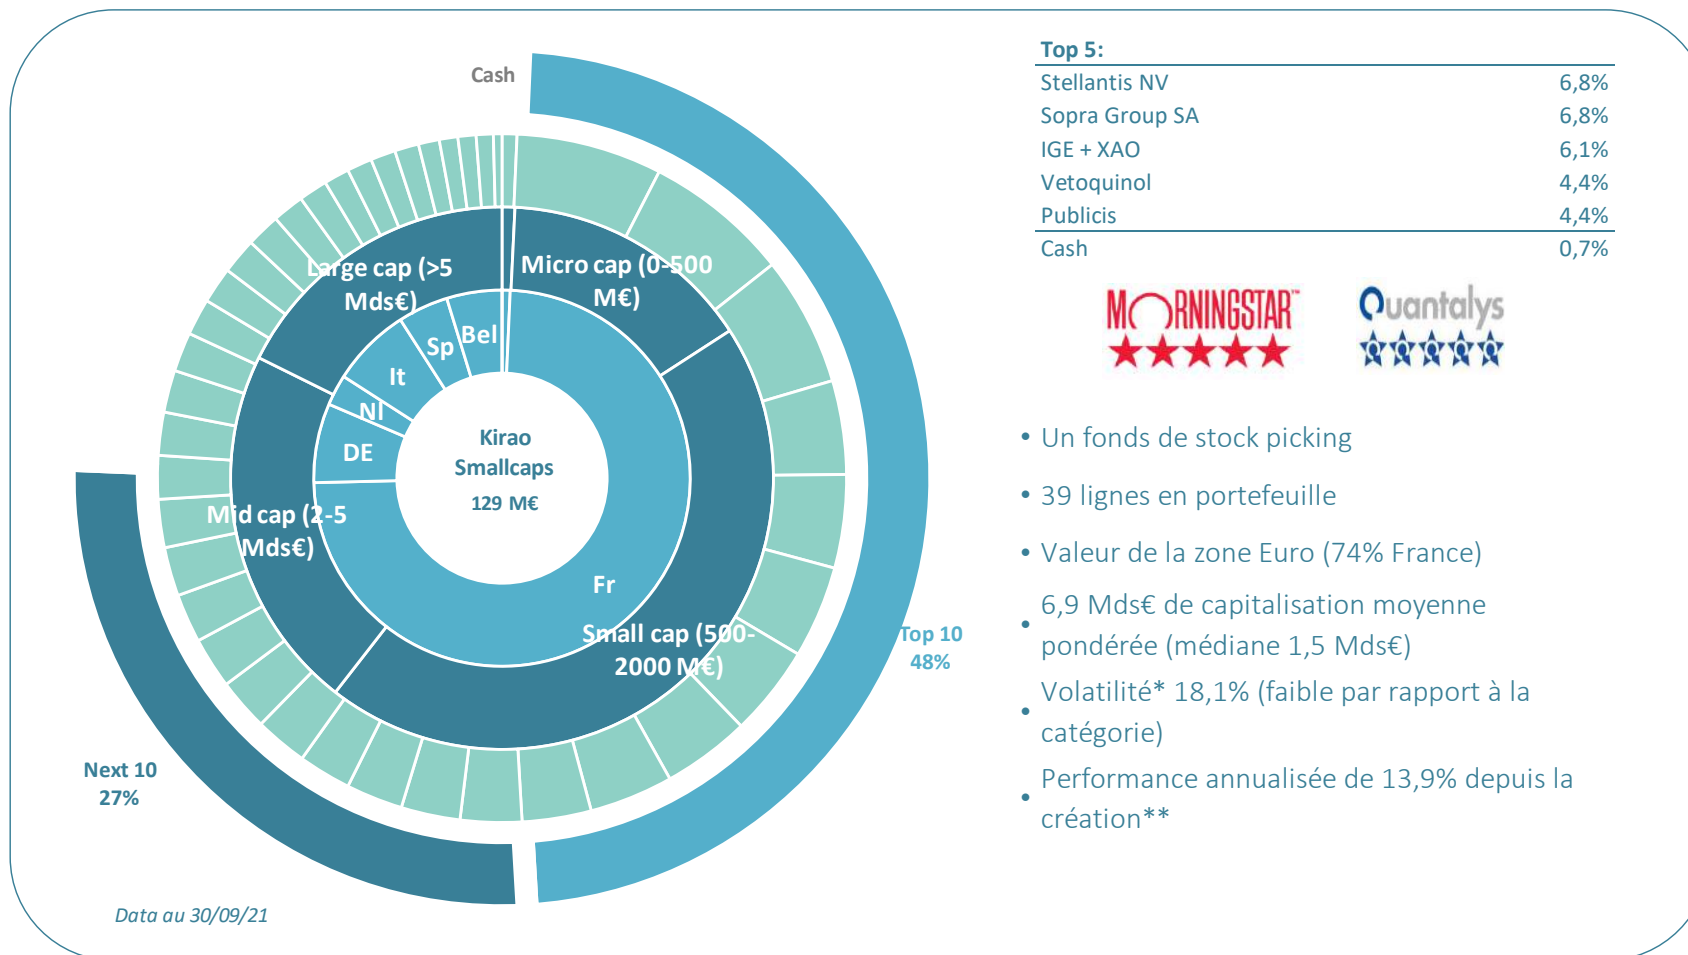 Cash
Large cap (>5
Mds€)
Micro cap (0-500
M€)
Bel
Sp
It
Nl
DE
Kirao
Smallcaps
129 M€
Mid cap (2-5
Mds€)
Fr
Small cap (500-
2000 M€)
Top 10
48%
Next 10
27%
Data au 30/09/21
Top 5:
Stellantis NV 6,8%
Sopra Group SA 6,8%
IGE + XAO 6,1%
Vetoquinol 4,4%
Publicis 4,4%
Cash 0,7%
MORNINGSTAR™
Quantalys
• Un fonds de stock picking
• 39 lignes en portefeuille
• Valeur de la zone Euro (74% France)
• 6,9 Mds€ de capitalisation moyenne
pondérée (médiane 1,5 Mds€)
• Volatilité* 18,1% (faible par rapport à la
catégorie)
• Performance annualisée de 13,9% depuis la
création**